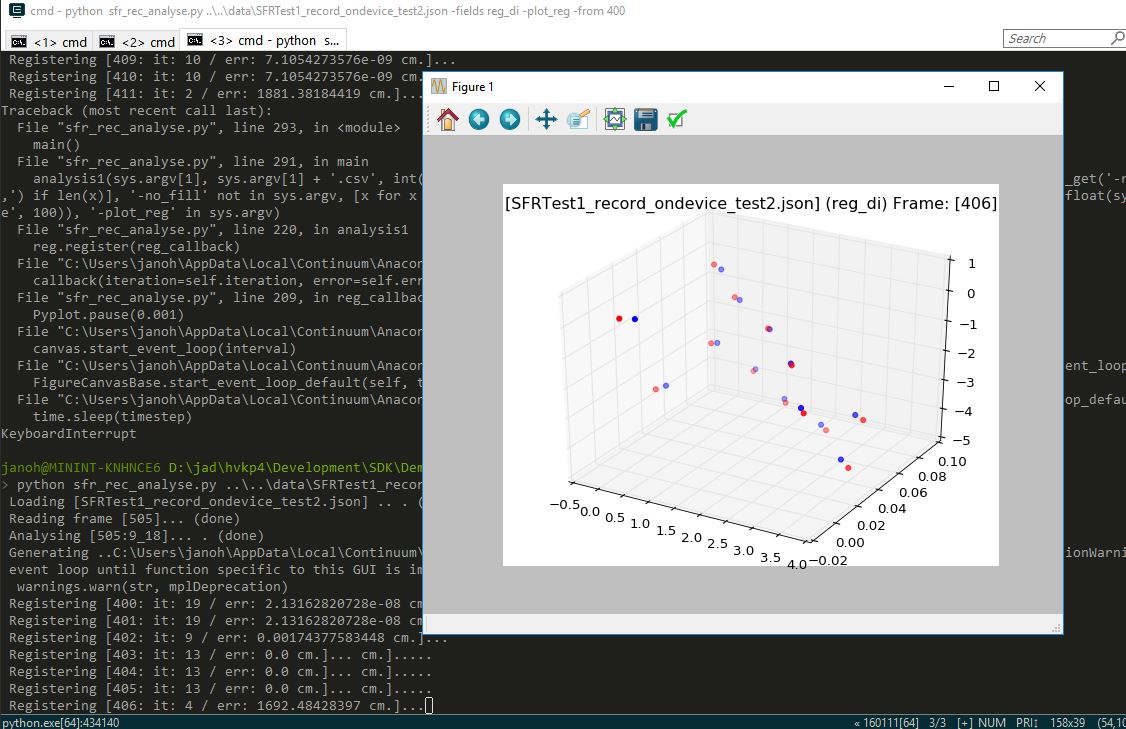 cmd - python  sfr_rec_analyse.py ..\..\data\SFRTest1_record_ondevice_test2.json -fields reg_di -plot_reg -from 400
<1> cmd
<2> cmd
<3> cmd - python  s...
Search
Registering [409: it: 10 / err: 7.1054273576e-09 cm.]...
Registering [410: it: 10 / err: 7.1054273576e-09 cm.
Registering [411: it: 2 / err: 1881.38184419 cm.]...
Traceback (most recent call last):
File "sfr_rec_analyse.py", line 293, in <module>
main()
File "sfr_rec_analyse.py", line 291, in main
analysis1(sys.argv[1], sys.argv[1] + '.csv', int(
_get('-r
,') if len(x)], '-no_fill' not in sys.argv, [x for x
float(sy
e', 100)), '-plot_reg' in sys.argv)
File "sfr_rec_analyse.py", line 220, in analysis1
reg.register(reg_callback)
File "C:\Users\janoh\AppData\Local\Continuum\Anacon
callback(iteration=self.iteration, error=self.err
File "sfr_rec_analyse.py", line 209, in reg_callbac
Pyplot.pause(0.001)
File "C:\Users\janoh\AppData\Local\Continuum\Anacon
canvas.start_event_loop(interval)
File "C:\Users\janoh\AppData\Local\Continuum\Anacon
ent_loop
FigureCanvasBase.start_event_loop_default(self, t
File "C:\Users\janoh\AppData\Local\Continuum\Anacon
op_defau
time.sleep(timestep)
KeyboardInterrupt
janoh@MININT-KNHNCE6 D:\jad\hvkp4\Development\SDK\Dem
> python sfr_rec_analyse.py ..\..\data\SFRTest1_recor
Loading [SFRTest1_record_ondevice_test2.json] .. . (
Reading frame [505]... (done)
Analysing [505:9_18]... . (done)
Generating ..C:\Users\janoh\AppData\Local\Continuum\
ionWarni
event loop until function specific to this GUI is im
warnings.warn(str, mplDeprecation)
Registering [400: it: 19 / err: 2.13162820728e-08 cm
Registering [401: it: 19 / err: 2.13162820728e-08 cm
Registering [402: it: 9 / err: 0.00174377583448 cm.]...
Registering [403: it: 13 / err: 0.0 cm.]... cm.].....
Registering [404: it: 13 / err: 0.0 cm.]... cm.].....
Registering [405: it: 13 / err: 0.0 cm.]... cm.].....
Registering [406: it: 4 / err: 1692.48428397 cm.]...
Figure 1
[SFRTest1_record_ondevice_test2.json] (reg_di) Frame: [406]
1
0
−1
−2
−3
−4
−5
0.10
0.08
0.06
0.04
0.02
0.00
−0.02
−0.5
0.0
0.5
1.0
1.5
2.0
2.5
3.0
3.5
4.0
python.exe[64]:434140
« 160111[64]  3/3  [+] NUM  PRI↕  158x39  (54,10